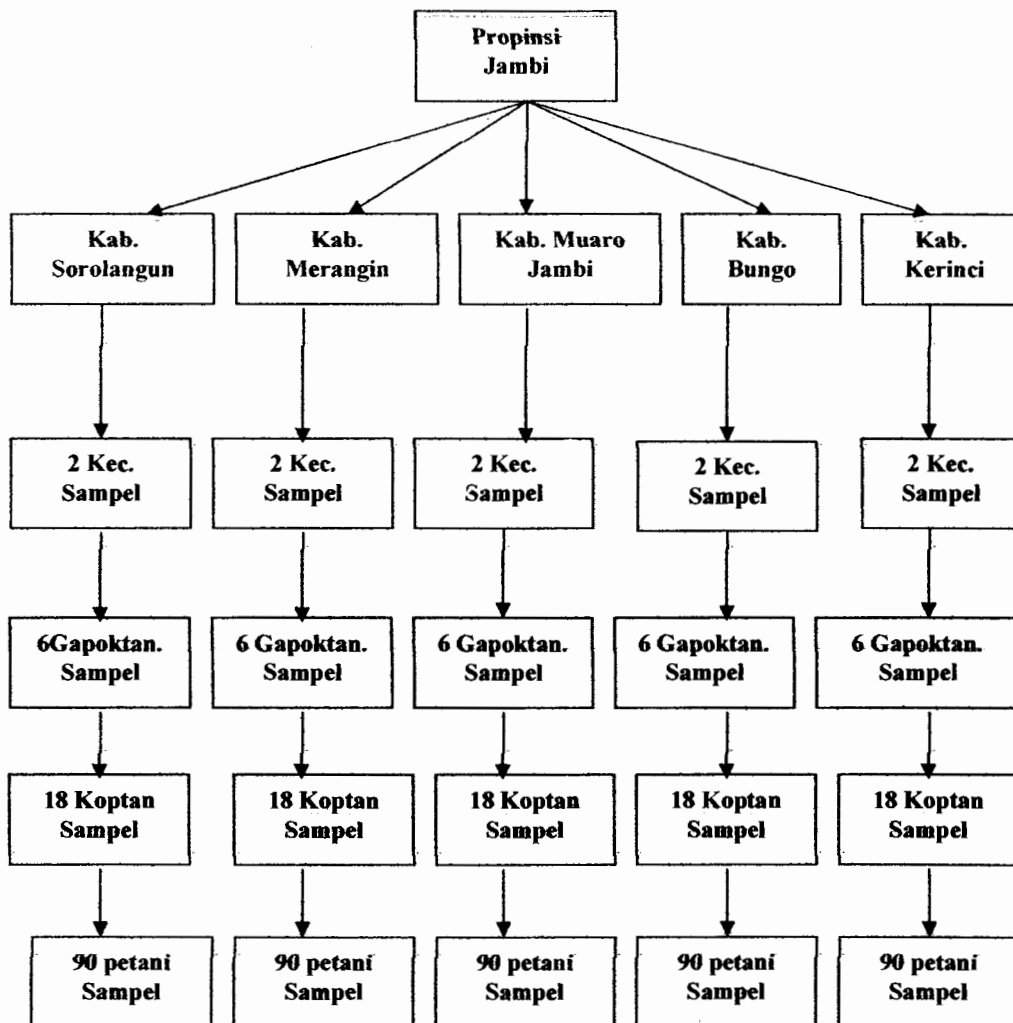 Propinsi
Jambi
Kab.
Sorolangun
Kab.
Merangin
Kab. Muaro
Jambi
Kab.
Bungo
Kab.
Kerinci
2 Kec.
Sampel
2 Kec.
Sampel
2 Kec.
Sampel
2 Kec.
Sampel
2 Kec.
Sampel
6Gapoktan.
Sampel
6 Gapoktan.
Sampel
6 Gapoktan.
Sampel
6 Gapoktan.
Sampel
6 Gapoktan.
Sampel
18 Koptan
Sampel
18 Koptan
Sampel
18 Koptan
Sampel
18 Koptan
Sampel
18 Koptan
Sampel
90 petani
Sampel
90 petani
Sampel
90 petani
Sampel
90 petani
Sampel
90 petani
Sampel